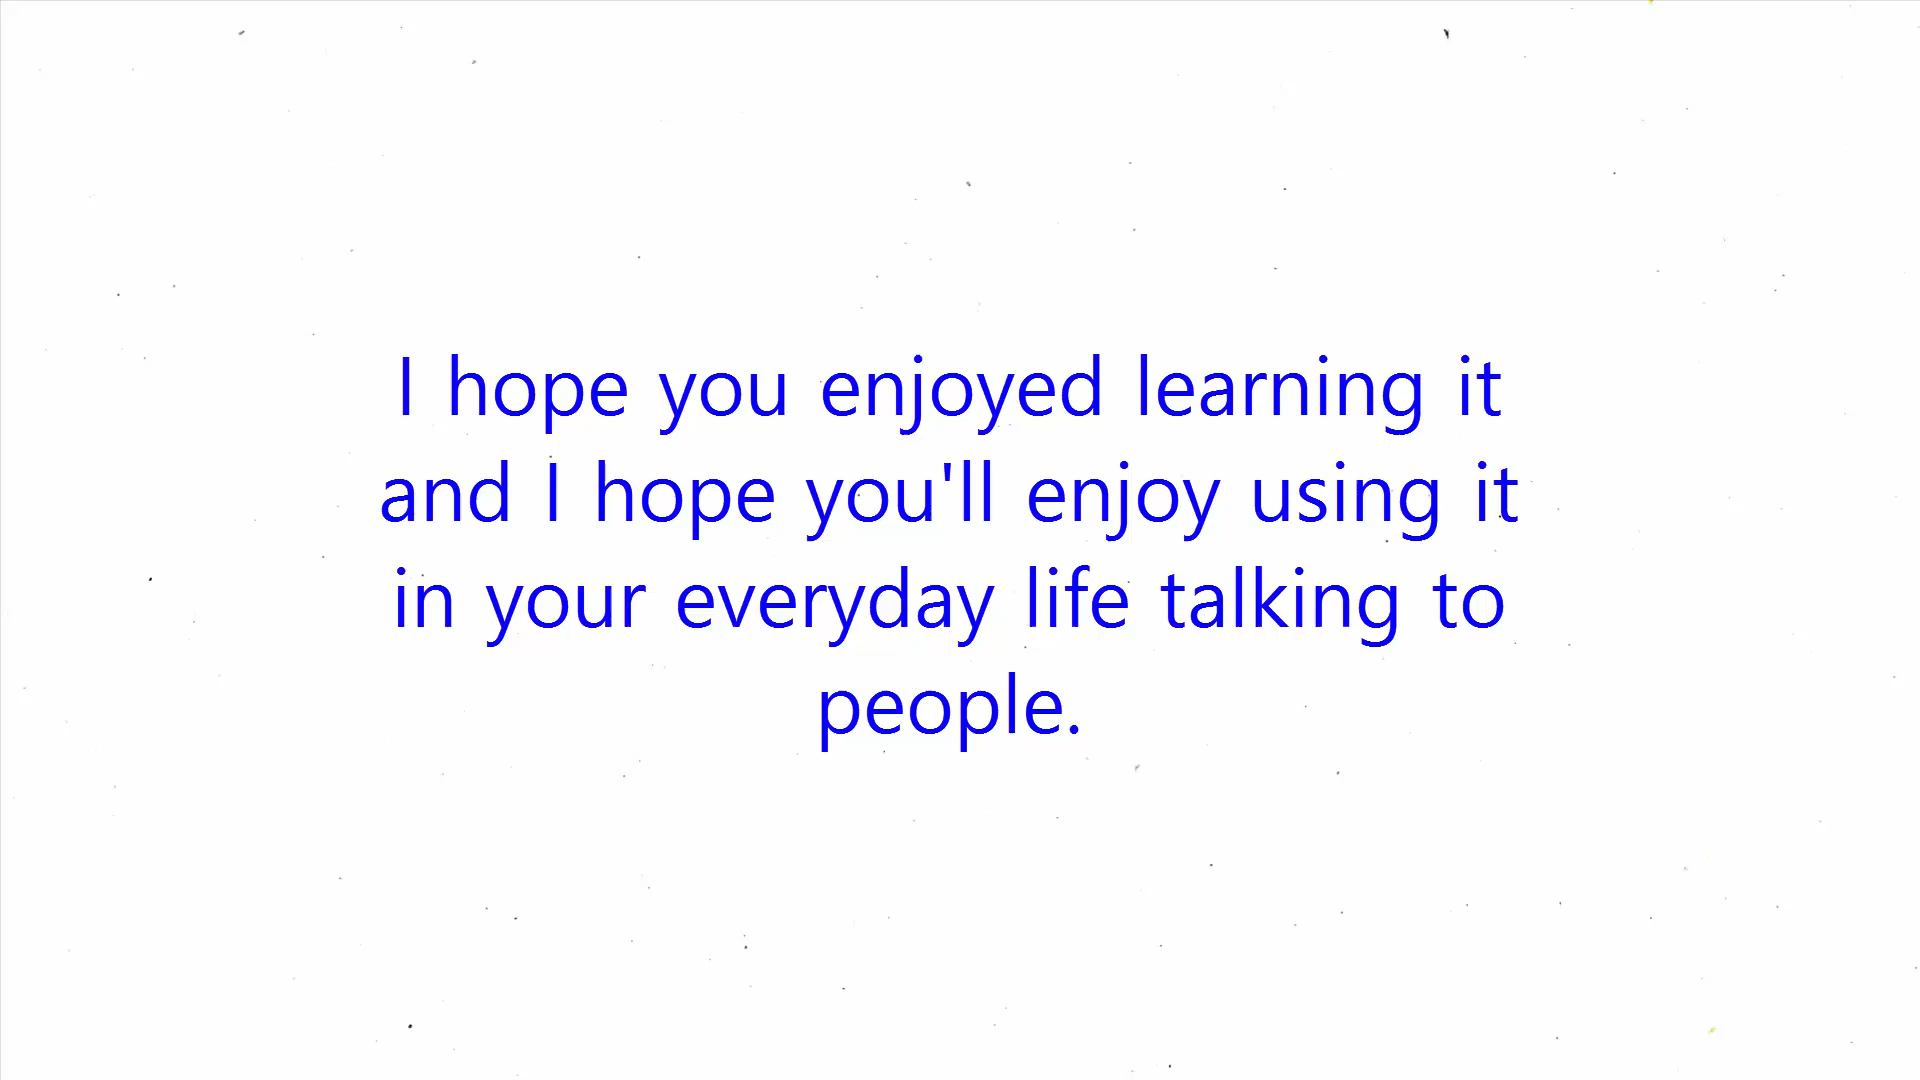 I hope you enjoyed learning it
and I hope you'll enjoy using it
in your everyday life talking to
people.